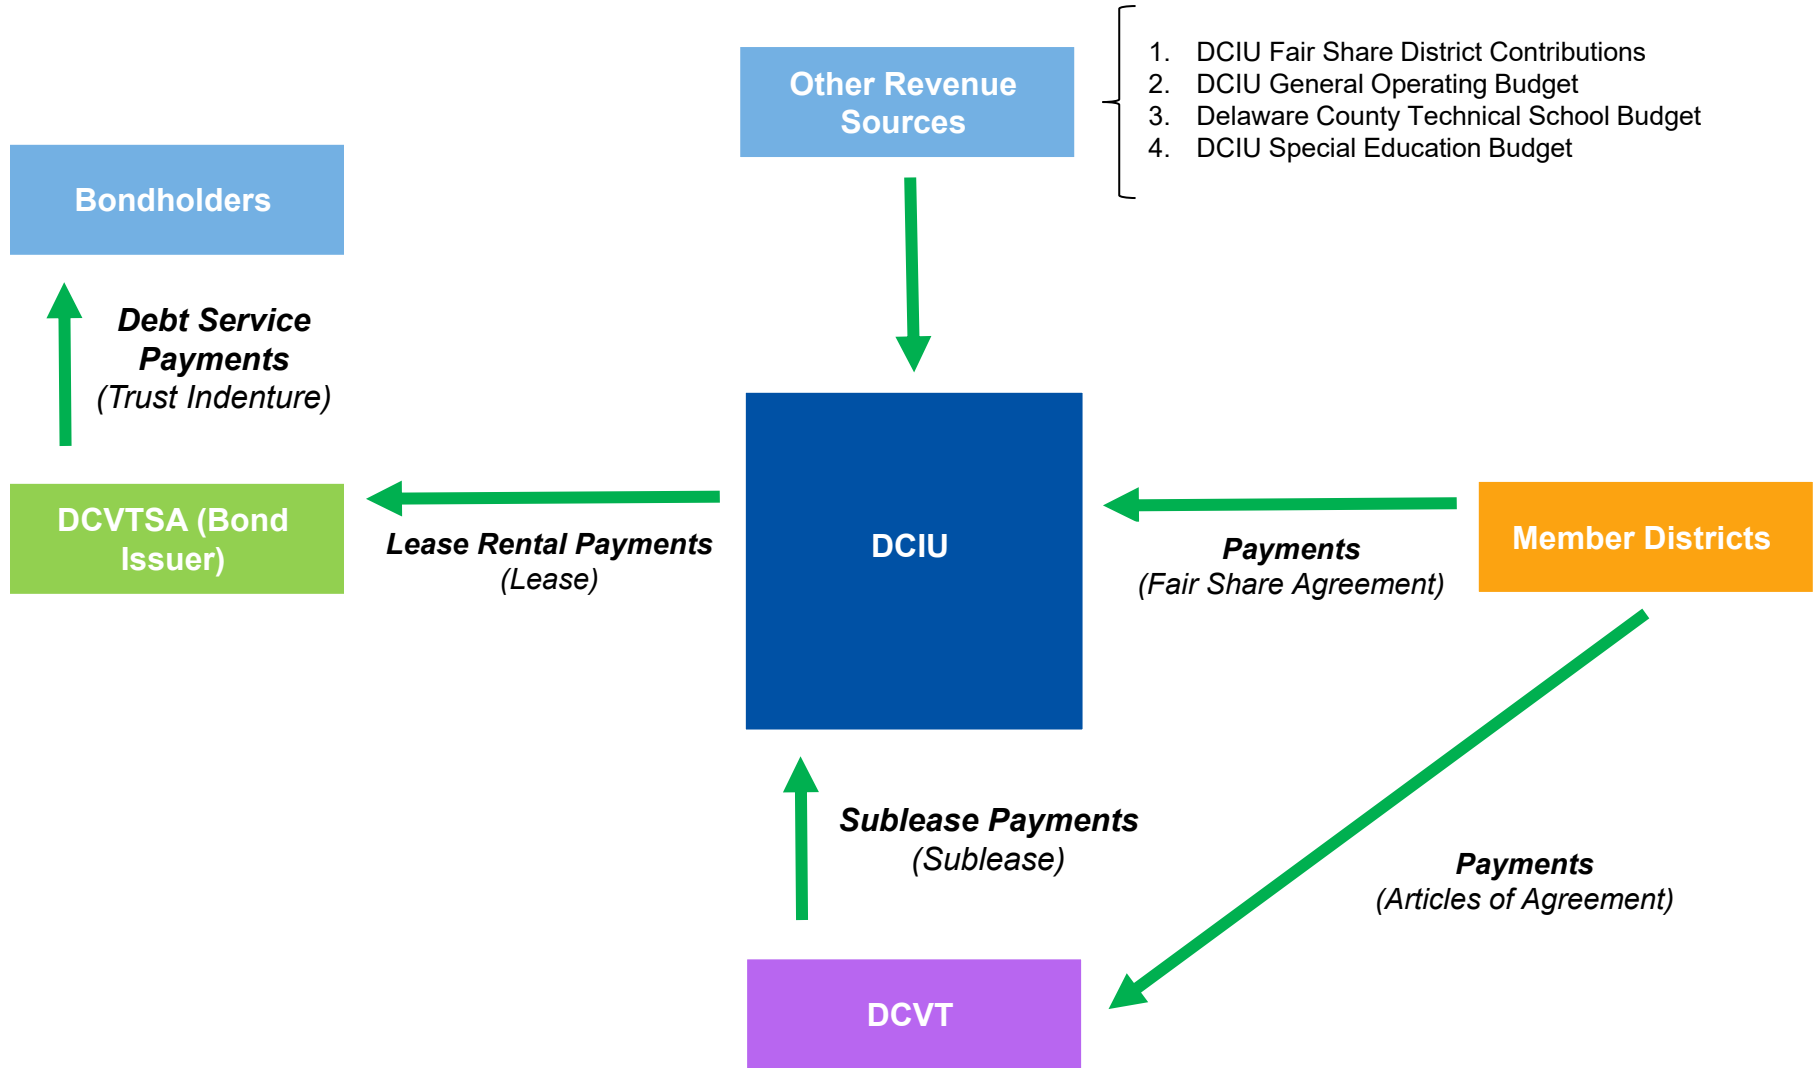 Other Revenue
Sources
1. DCIU Fair Share District Contributions
2. DCIU General Operating Budget
3. Delaware County Technical School Budget
4. DCIU Special Education Budget
Bondholders
Debt Service
Payments
(Trust Indenture)
DCVTSA (Bond
Issuer)
Lease Rental Payments
(Lease)
DCIU
Payments
(Fair Share Agreement)
Member Districts
Sublease Payments
(Sublease)
Payments
(Articles of Agreement)
DCVT